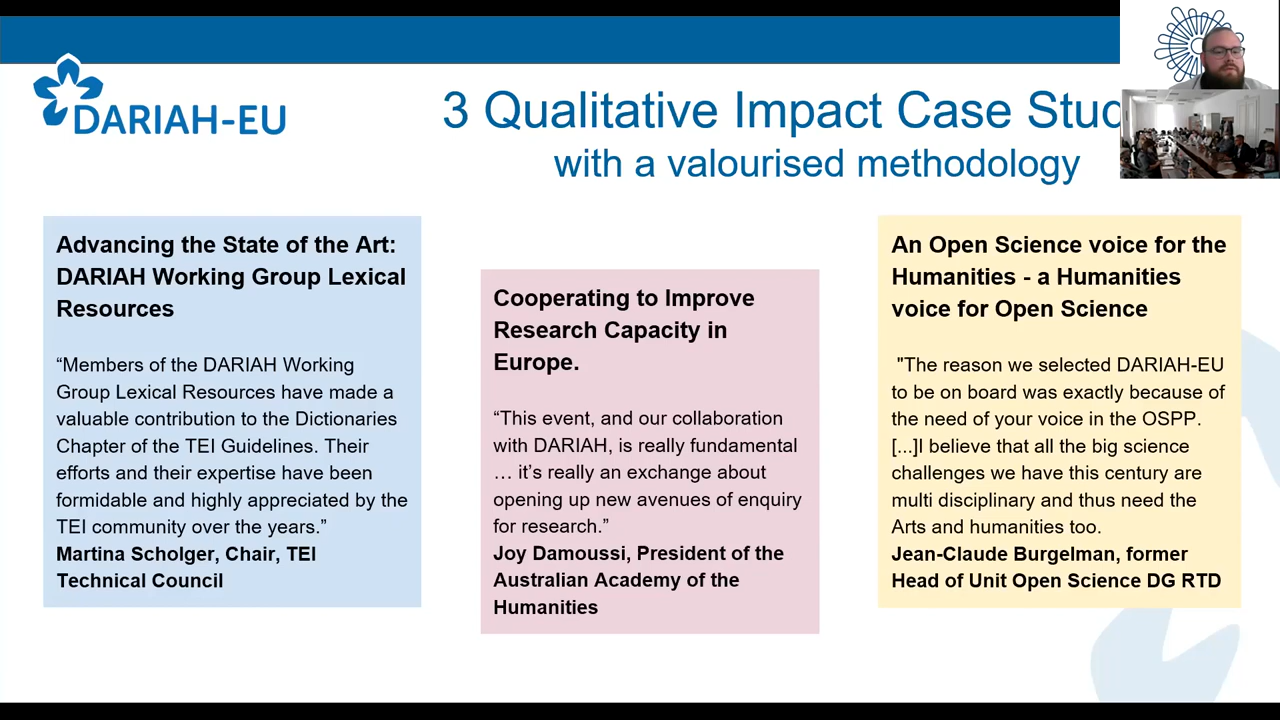 DARIAH-EU
3 Qualitative Impact Case Stud
with a valourised methodology
Advancing the State of the Art:
DARIAH Working Group Lexical
Resources
“Members of the DARIAH Working
Group Lexical Resources have made a
valuable contribution to the Dictionaries
Chapter of the TEI Guidelines. Their
efforts and their expertise have been
formidable and highly appreciated by the
TEI community over the years.”
Martina Scholger, Chair, TEI
Technical Council
Cooperating to Improve
Research Capacity in
Europe.
“This event, and our collaboration
with DARIAH, is really fundamental
… it’s really an exchange about
opening up new avenues of enquiry
for research.”
Joy Damoussi, President of the
Australian Academy of the
Humanities
An Open Science voice for the
Humanities - a Humanities
voice for Open Science
"The reason we selected DARIAH-EU
to be on board was exactly because of
the need of your voice in the OSPP.
[...]I believe that all the big science
challenges we have this century are
multi disciplinary and thus need the
Arts and humanities too.
Jean-Claude Burgelman, former
Head of Unit Open Science DG RTD